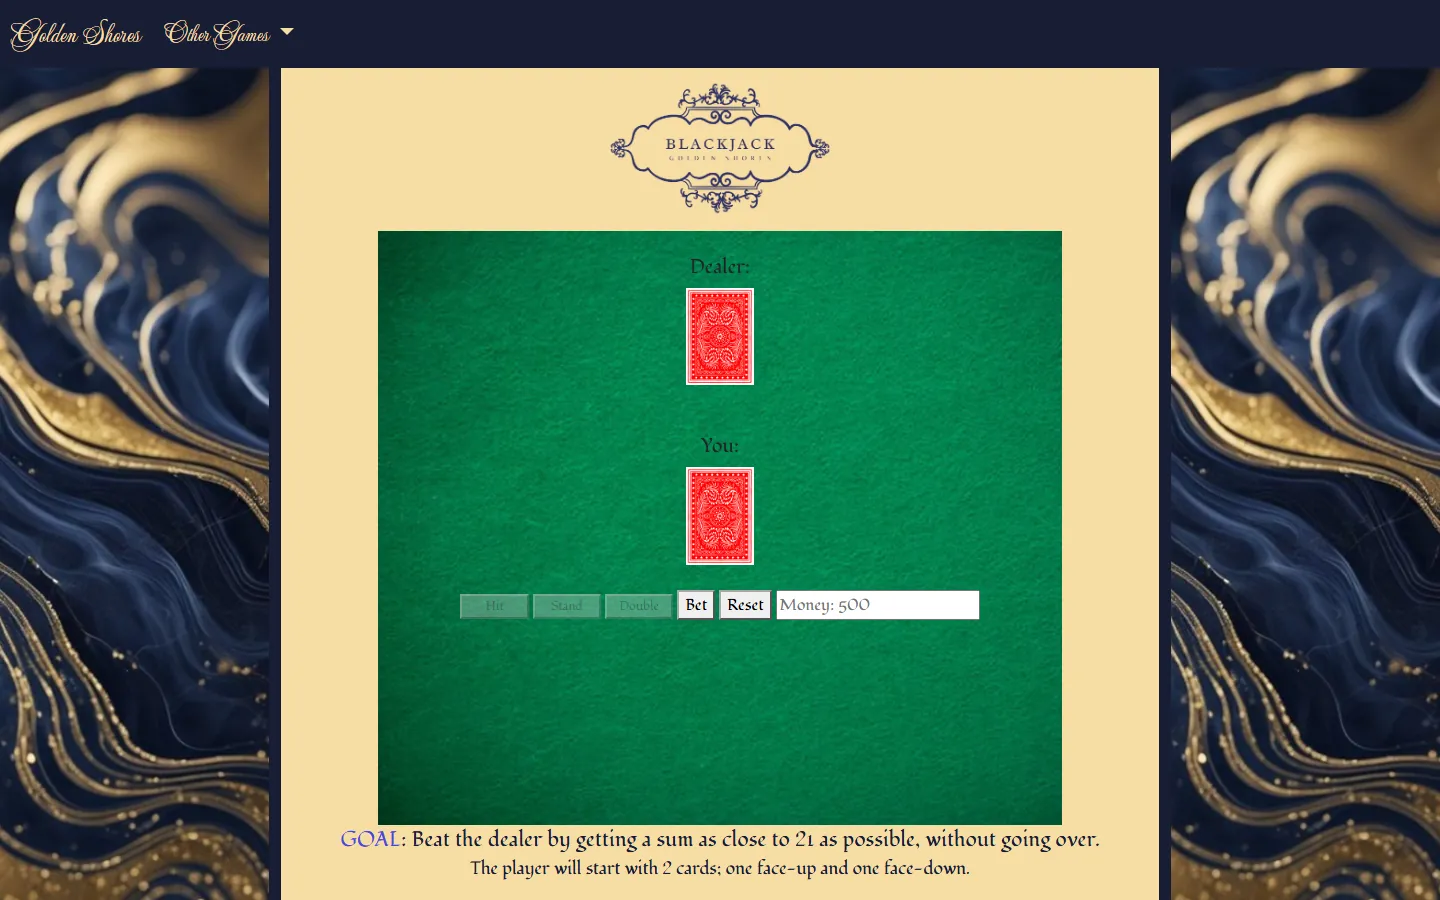 Golden Shores Other Games
BLACKJACK
GOLDEN SHORES
Dealer:
You:
Hit Stand Double Bet Reset Money: 500
GOAL: Beat the dealer by getting a sum as close to 21 as possible, without going over.
The player will start with 2 cards; one face-up and one face-down.